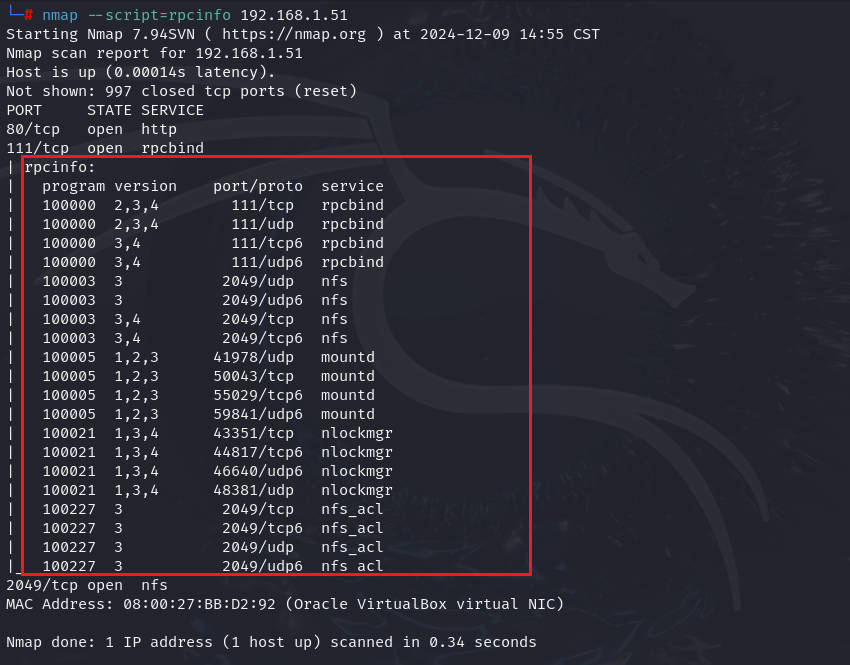 └─# nmap --script=rpcinfo 192.168.1.51
Starting Nmap 7.94SVN ( https://nmap.org ) at 2024-12-09 14:55 CST
Nmap scan report for 192.168.1.51
Host is up (0.00014s latency).
Not shown: 997 closed tcp ports (reset)
PORT     STATE SERVICE
80/tcp   open  http
111/tcp  open  rpcbind
| rpcinfo:
|   program version    port/proto  service
|   100000  2,3,4        111/tcp   rpcbind
|   100000  2,3,4        111/udp   rpcbind
|   100000  3,4          111/tcp6  rpcbind
|   100000  3,4          111/udp6  rpcbind
|   100003  3           2049/udp   nfs
|   100003  3           2049/udp6  nfs
|   100003  3,4         2049/tcp   nfs
|   100003  3,4         2049/tcp6  nfs
|   100005  1,2,3      41978/udp   mountd
|   100005  1,2,3      50043/tcp   mountd
|   100005  1,2,3      55029/tcp6  mountd
|   100005  1,2,3      59841/udp6  mountd
|   100021  1,3,4      43351/tcp   nlockmgr
|   100021  1,3,4      44817/tcp6  nlockmgr
|   100021  1,3,4      46640/udp6  nlockmgr
|   100021  1,3,4      48381/udp   nlockmgr
|   100227  3           2049/tcp   nfs_acl
|   100227  3           2049/tcp6  nfs_acl
|   100227  3           2049/udp   nfs_acl
|_  100227  3           2049/udp6  nfs_acl
2049/tcp open  nfs
MAC Address: 08:00:27:BB:D2:92 (Oracle VirtualBox virtual NIC)
Nmap done: 1 IP address (1 host up) scanned in 0.34 seconds